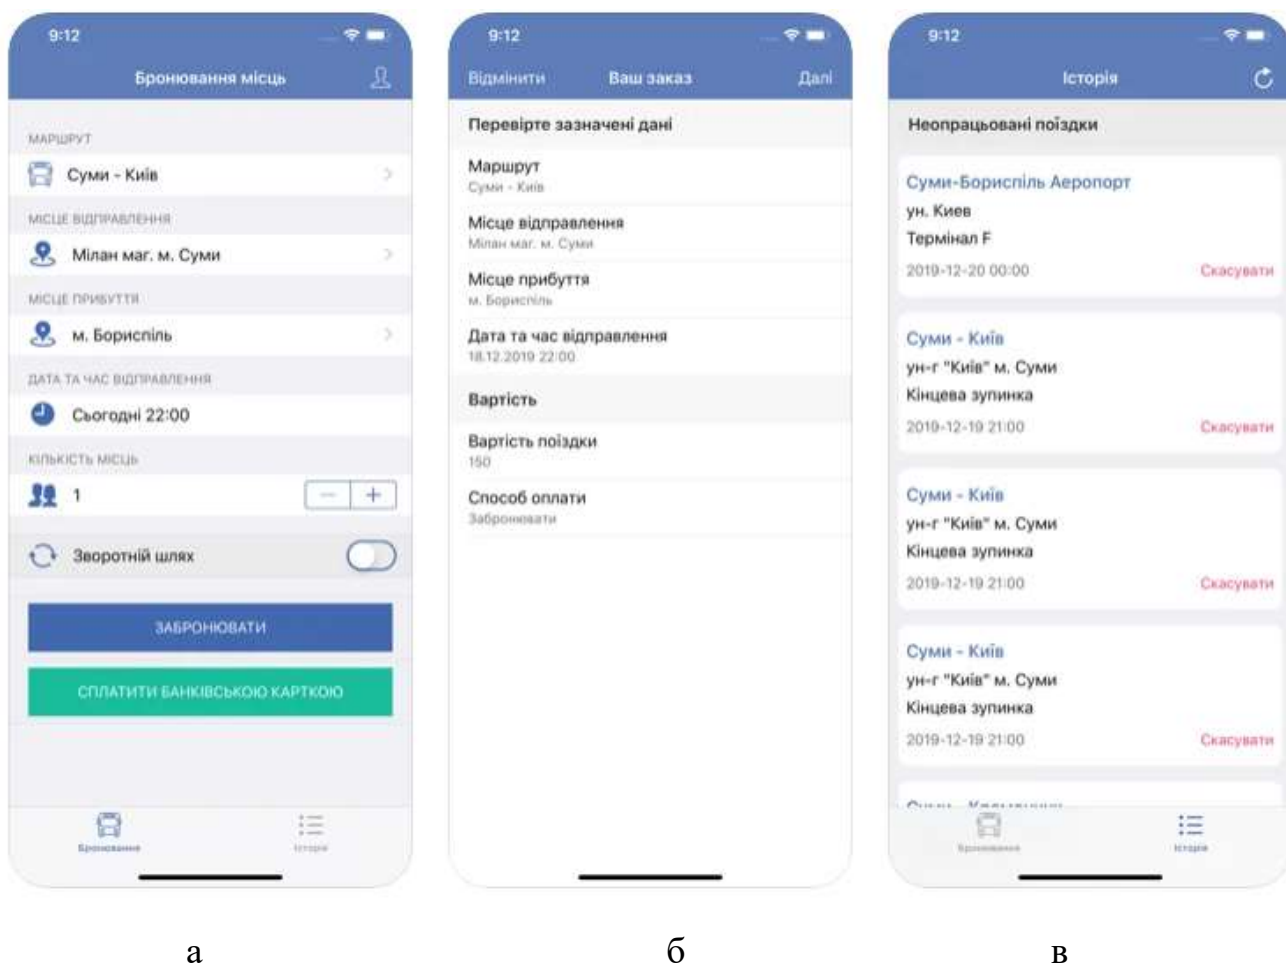 9:12
Бронювання місць
МАРШРУТ
Суми - Київ
МІСЦЕ ВІДПРАВЛЕННЯ
Мілан маг. м. Суми
МІСЦЕ ПРИБУТТЯ
м. Бориспіль
ДАТА ТА ЧАС ВІДПРАВЛЕННЯ
Сьогодні 22:00
КІЛЬКІСТЬ МІСЦЬ
1
Зворотній шлях
ЗАБРОНЮВАТИ
СПЛАТИТИ БАНКІВСЬКОЮ КАРТКОЮ
Бронювання
Історія
9:12
Відмінити
Ваш заказ
Далі
Перевірте зазначені дані
Маршрут
Суми - Київ
Місце відправлення
Мілан маг. м. Суми
Місце прибуття
м. Бориспіль
Дата та час відправлення
18.12.2019 22:00
Вартість
Вартість поїздки
150
Спосіб оплати
Забронювати
9:12
Історія
Неопрацьовані поїздки
Суми-Бориспіль Аеропорт
ун. Киев
Термінал F
2019-12-20 00:00
Скасувати
Суми - Київ
ун-г "Київ" м. Суми
Кінцева зупинка
2019-12-19 21:00
Скасувати
Суми - Київ
ун-г "Київ" м. Суми
Кінцева зупинка
2019-12-19 21:00
Скасувати
Суми - Київ
ун-г "Київ" м. Суми
Кінцева зупинка
2019-12-19 21:00
Скасувати
Бронювання
Історія
а
б
в